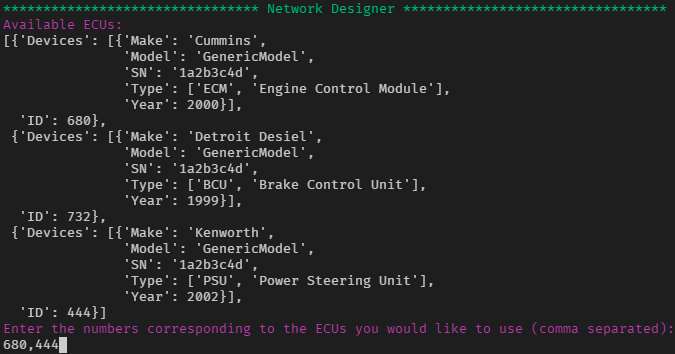 ******************************** Network Designer *********************************
Available ECUs:
[{'Devices': [{'Make': 'Cummins',
               'Model': 'GenericModel',
               'SN': '1a2b3c4d',
               'Type': ['ECM', 'Engine Control Module'],
               'Year': 2000}],
  'ID': 680},
 {'Devices': [{'Make': 'Detroit Desiel',
               'Model': 'GenericModel',
               'SN': '1a2b3c4d',
               'Type': ['BCU', 'Brake Control Unit'],
               'Year': 1999}],
  'ID': 732},
 {'Devices': [{'Make': 'Kenworth',
               'Model': 'GenericModel',
               'SN': '1a2b3c4d',
               'Type': ['PSU', 'Power Steering Unit'],
               'Year': 2002}],
  'ID': 444}]
Enter the numbers corresponding to the ECUs you would like to use (comma separated):
680,444